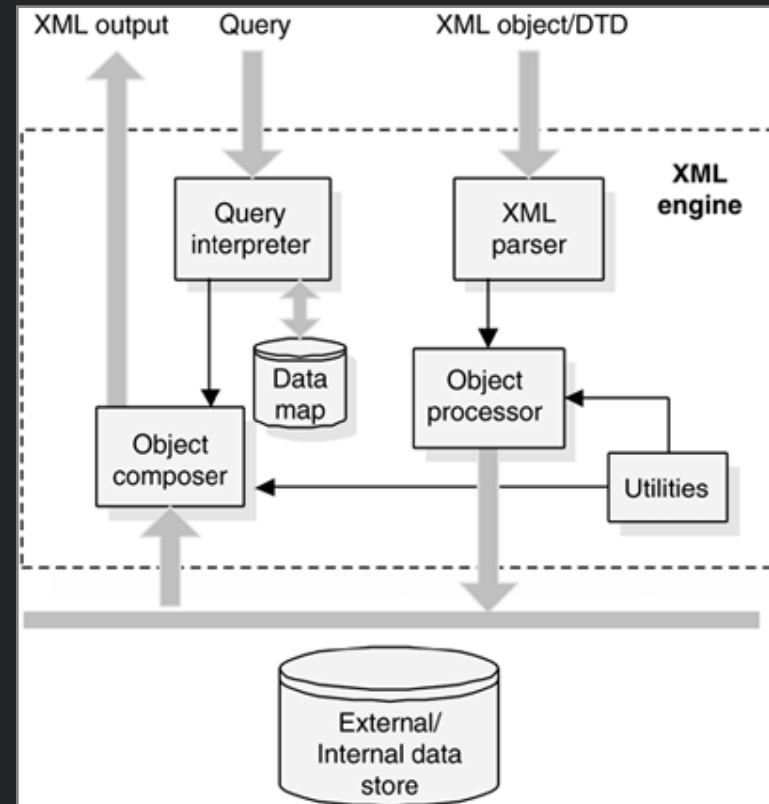 XML output
Query
XML object/DTD
XML
engine
Query
interpreter
XML
parser
Data
map
Object
processor
Object
composer
Utilities
External/
Internal data
store